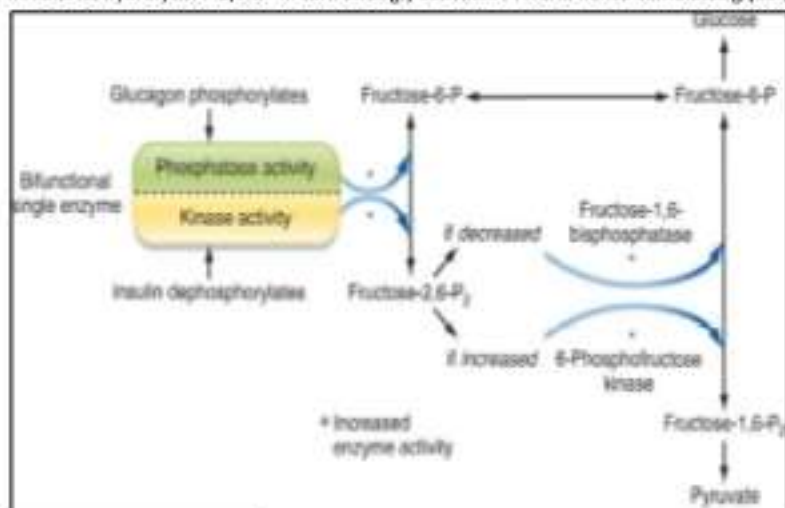 Glucose
Glucagon phosphorylates
Fructose-6-P
Fructose-6-P
Phosphatase activity
Bifunctional
single enzyme
Kinase activity
+
+
Insulin dephosphorylates
Fructose-2,6-P2
If decreased
If increased
Fructose-1,6-
bisphosphatase
+
+
6-Phosphofructose
kinase
+ Increased
enzyme activity
Fructose-1,6-P2
Pyruvate